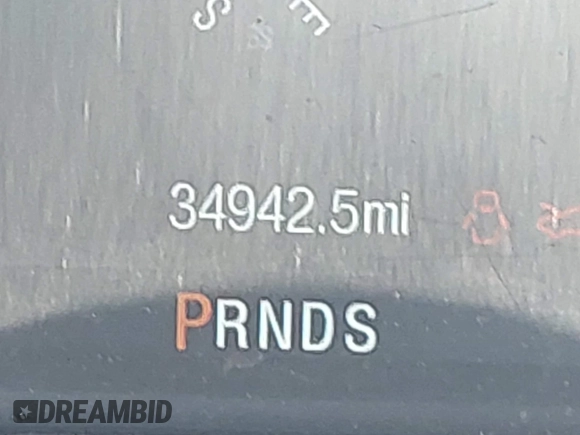 S E
34942.5mi
PRNDS
DREAMBID